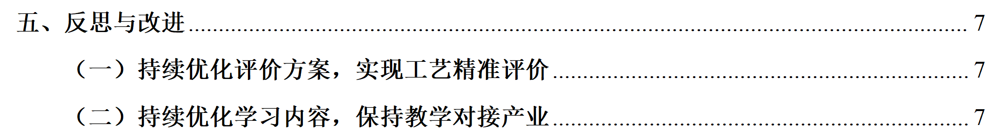 五、反思与改进........................................ 7
（一）持续优化评价方案，实现工艺精准评价........................................ 7
（二）持续优化学习内容，保持教学对接产业........................................ 7